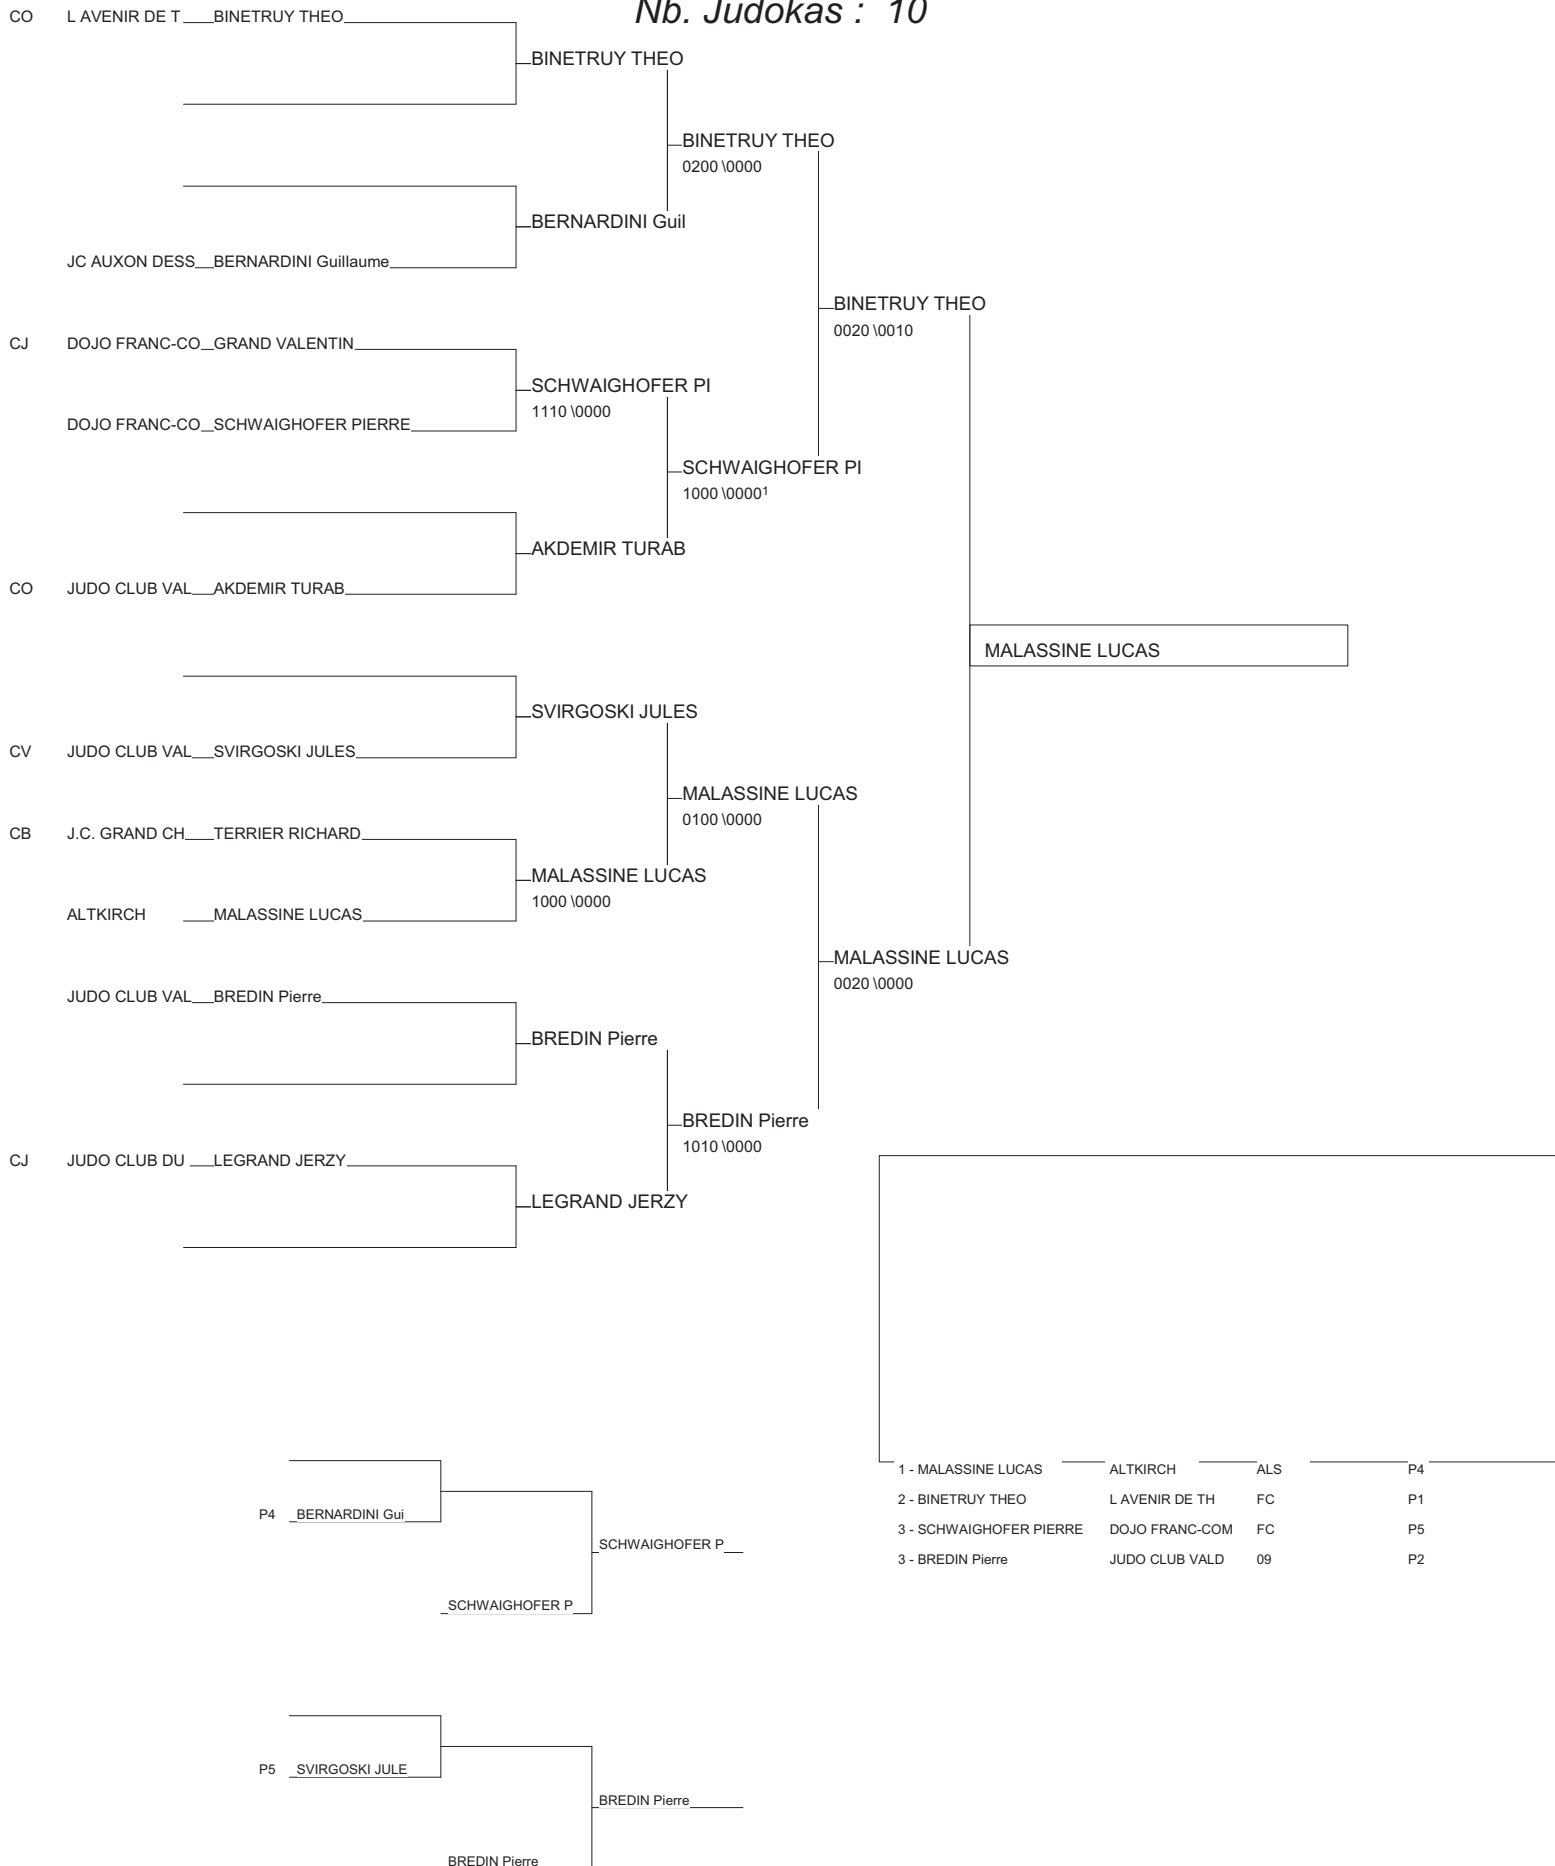 Nb. Judokas : 10
CO L AVENIR DE T BINETRUY THEO
BINETRUY THEO
BINETRUY THEO
0200 \0000
BERNARDINI Guil
JC AUXON DESS BERNARDINI Guillaume
BINETRUY THEO
0020 \0010
CJ DOJO FRANC-CO GRAND VALENTIN
SCHWAIGHOFER PI
1110 \0000
DOJO FRANC-CO SCHWAIGHOFER PIERRE
SCHWAIGHOFER PI
1000 \0000¹
AKDEMIR TURAB
CO JUDO CLUB VAL AKDEMIR TURAB
MALASSINE LUCAS
SVIRGOSKI JULES
CV JUDO CLUB VAL SVIRGOSKI JULES
MALASSINE LUCAS
0100 \0000
CB J.C. GRAND CH TERRIER RICHARD
MALASSINE LUCAS
1000 \0000
ALTKIRCH MALASSINE LUCAS
MALASSINE LUCAS
0020 \0000
JUDO CLUB VAL BREDIN Pierre
BREDIN Pierre
BREDIN Pierre
1010 \0000
CJ JUDO CLUB DU LEGRAND JERZY
LEGRAND JERZY
1 - MALASSINE LUCAS ALTKIRCH ALS P4
2 - BINETRUY THEO L AVENIR DE TH FC P1
3 - SCHWAIGHOFER PIERRE DOJO FRANC-COM FC P5
3 - BREDIN Pierre JUDO CLUB VALD 09 P2
P4 BERNARDINI Gui
SCHWAIGHOFER P
SCHWAIGHOFER P
P5 SVIRGOSKI JULE
BREDIN Pierre
BREDIN Pierre